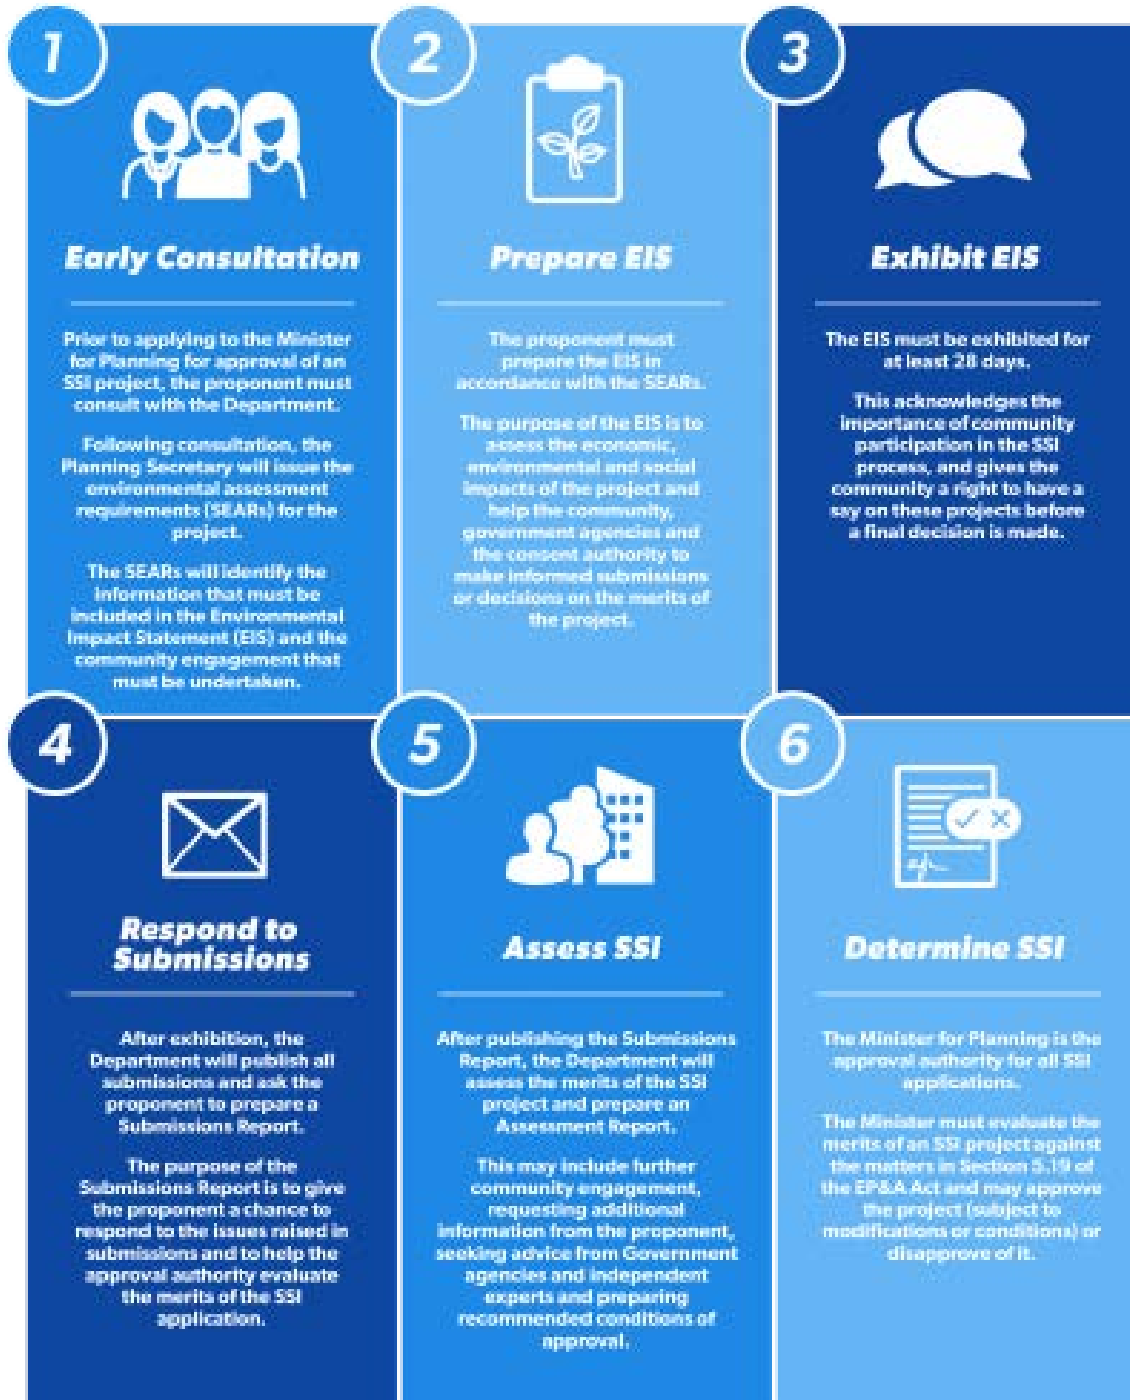 1
Early Consultation
Prior to applying to the Minister
for Planning for approval of an
SSI project, the proponent must
consult with the Department.
Following consultation, the
Planning Secretary will issue the
environmental assessment
requirements (SEARs) for the
project.
The SEARs will identify the
information that must be
included in the Environmental
Impact Statement (EIS) and the
community engagement that
must be undertaken.
2
Prepare EIS
The proponent must
prepare the EIS in
accordance with the SEARs.
The purpose of the EIS is to
assess the economic,
environmental and social
impacts of the project and
help the community,
government agencies and
the consent authority to
make informed submissions
or decisions on the merits of
the project.
3
Exhibit EIS
The EIS must be exhibited for
at least 28 days.
This acknowledges the
importance of community
participation in the SSI
process, and gives the
community a right to have a
say on these projects before
a final decision is made.
4
Respond to
Submissions
After exhibition, the
Department will publish all
submissions and ask the
proponent to prepare a
Submissions Report.
The purpose of the
Submissions Report is to give
the proponent a chance to
respond to the issues raised in
submissions and to help the
approval authority evaluate
the merits of the SSI
application.
5
Assess SSI
After publishing the Submissions
Report, the Department will
assess the merits of the SSI
project and prepare an
Assessment Report.
This may include further
community engagement,
requesting additional
information from the proponent,
seeking advice from Government
agencies and independent
experts and preparing
recommended conditions of
approval.
6
Determine SSI
The Minister for Planning is the
approval authority for all SSI
applications.
The Minister must evaluate the
merits of an SSI project against
the matters in Section 5.19 of
the EP&A Act and may approve
the project (subject to
modifications or conditions) or
disapprove of it.